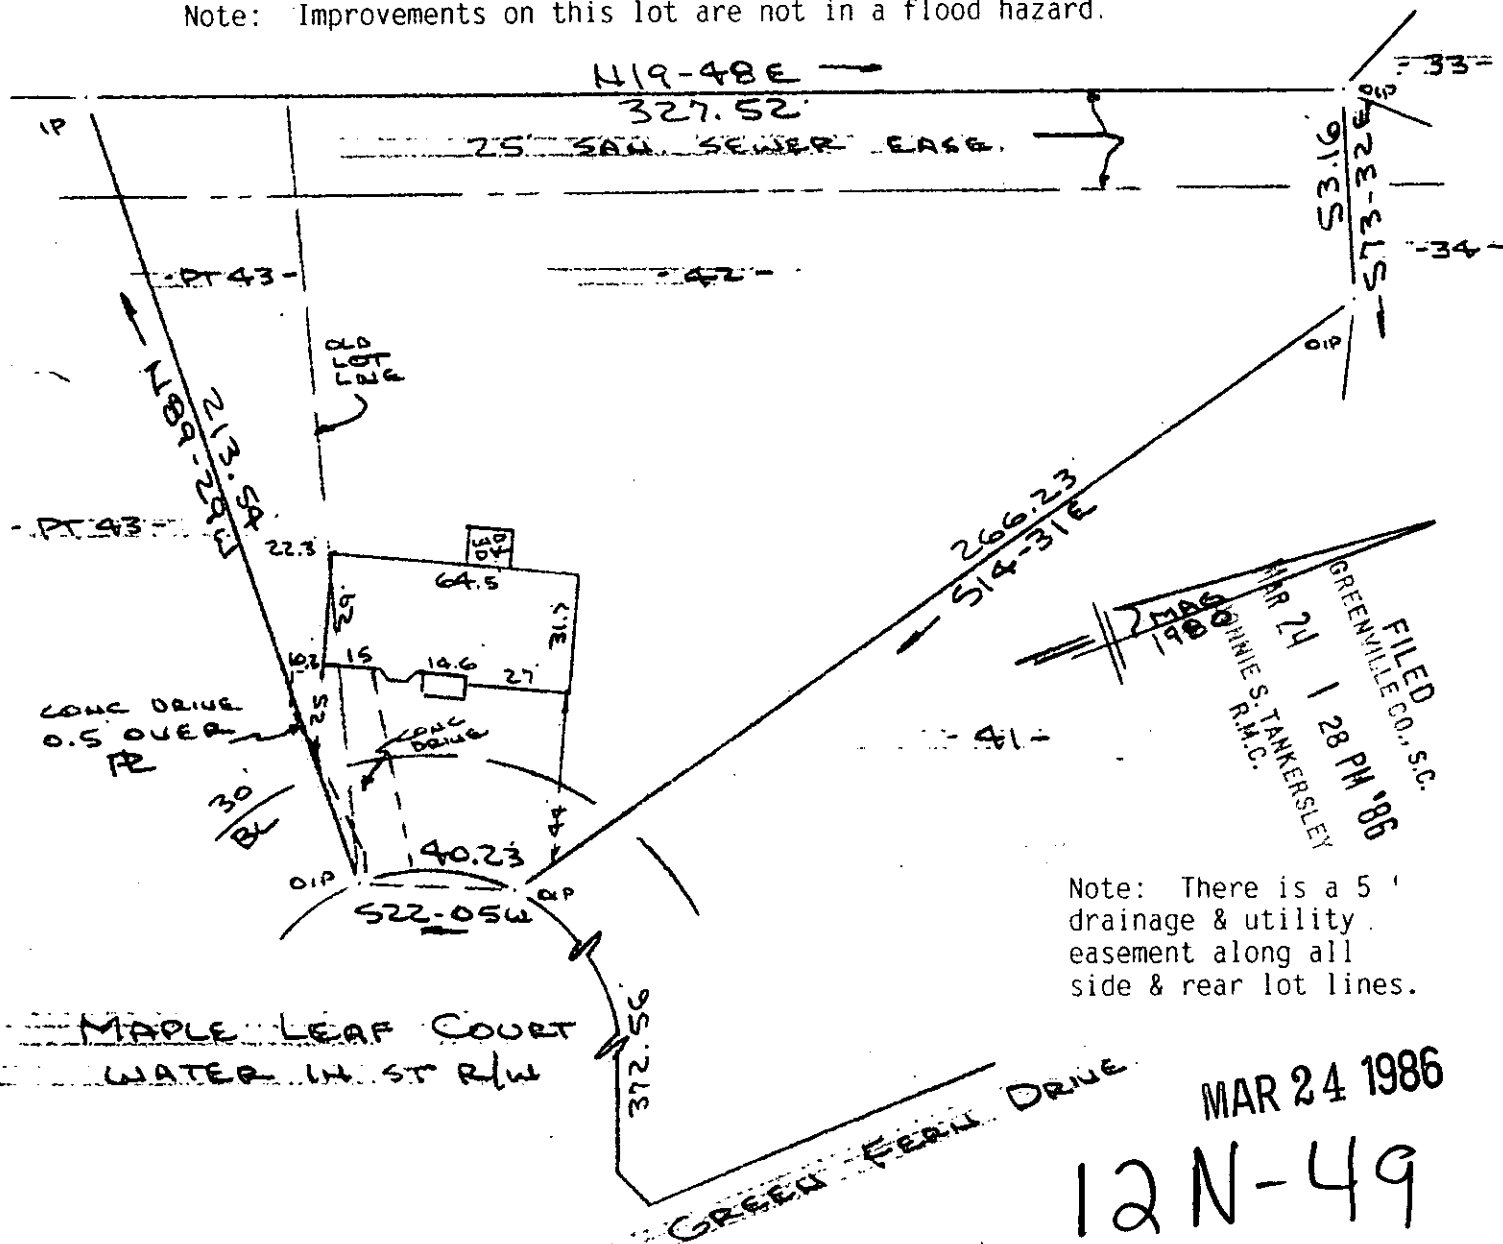 Note: Improvements on this lot are not in a flood hazard.
N19-48E
327.52
25' SAN. SEWER EASE.
-33-
OIP
IP
53.16
S73-32E
-34-
-PT 43-
-42-
OLD
LOT
LINE
OIP
213.54
N89-29W
-PT 43-
22.3
64.5
29
31.7
266.23
S14-31E
15
14.6
27
CONC DRIVE
0.5 OVER
PL
25
CONC
DRIVE
44
30
BL
40.23
OIP
OIP
S22-05W
-41-
MAG
FILED
GREENVILLE CO., S.C.
MAR 24 1 28 PM '86
S. TANKERSLEY
R.M.C.
Note: There is a 5 '
drainage & utility
easement along all
side & rear lot lines.
MAPLE LEAF COURT
WATER IN ST R/W
372.56
GREEN FERN DRIVE
MAR 24 1986
12N-49